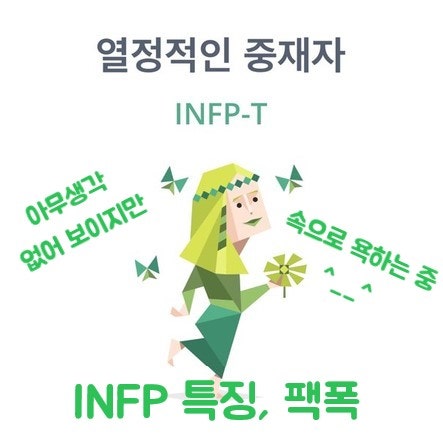 열정적인 중재자
INFP-T
아무생각
없어 보이지만
속으로 욕하는 중
^__^
INFP 특징, 팩폭